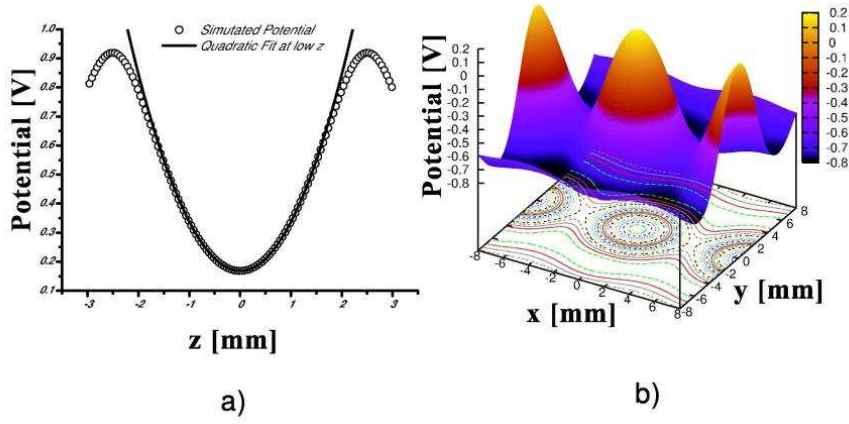 Simutated Potential
Quadratic Fit at low z
Potential [V]
1.0
0.9
0.8
0.7
0.6
0.5
0.4
0.3
0.2
0.1
-3 -2 -1 0 1 2 3
z [mm]
a)
Potential [V]
0.2
0.1
0
-0.1
-0.2
-0.3
-0.4
-0.5
-0.6
-0.7
-0.8
0.2
0.1
0
-0.1
-0.2
-0.3
-0.4
-0.5
-0.6
-0.7
-0.8
-8 -6 -4 -2 0 2 4 6 8
x [mm]
-8 -6 -4 -2 0 2 4 6 8
y [mm]
b)